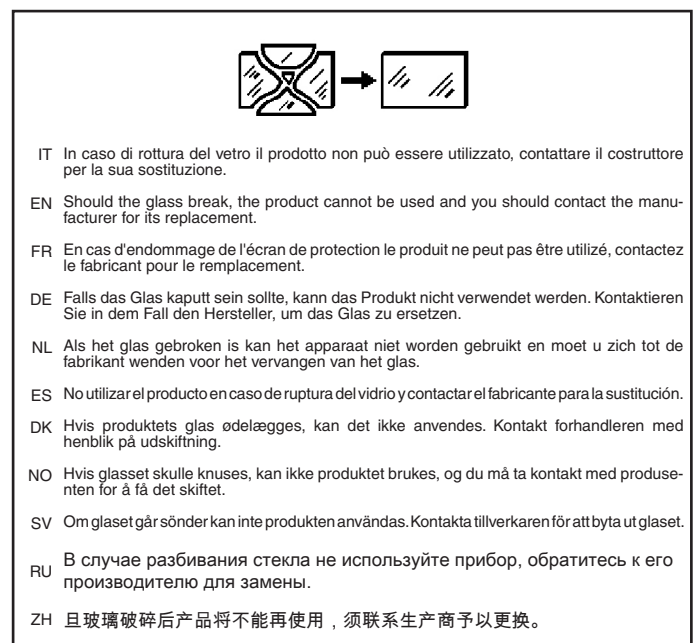 IT In caso di rottura del vetro il prodotto non può essere utilizzato, contattare il costruttore
per la sua sostituzione.
EN Should the glass break, the product cannot be used and you should contact the manu-
facturer for its replacement.
FR En cas d'endommage de l'écran de protection le produit ne peut pas être utilizé, contactez
le fabricant pour le remplacement.
DE Falls das Glas kaputt sein sollte, kann das Produkt nicht verwendet werden. Kontaktieren
Sie in dem Fall den Hersteller, um das Glas zu ersetzen.
NL Als het glas gebroken is kan het apparaat niet worden gebruikt en moet u zich tot de
fabrikant wenden voor het vervangen van het glas.
ES No utilizar el producto en caso de ruptura del vidrio y contactar el fabricante para la sustitución.
DK Hvis produktets glas ødelægges, kan det ikke anvendes. Kontakt forhandleren med
henblik på udskiftning.
NO Hvis glasset skulle knuses, kan ikke produktet brukes, og du må ta kontakt med produse-
nten for å få det skiftet.
SV Om glaset går sönder kan inte produkten användas. Kontakta tillverkaren för att byta ut glaset.
RU В случае разбивания стекла не используйте прибор, обратитесь к его
производителю для замены.
ZH 且玻璃破碎后产品将不能再使用，须联系生产商予以更换。